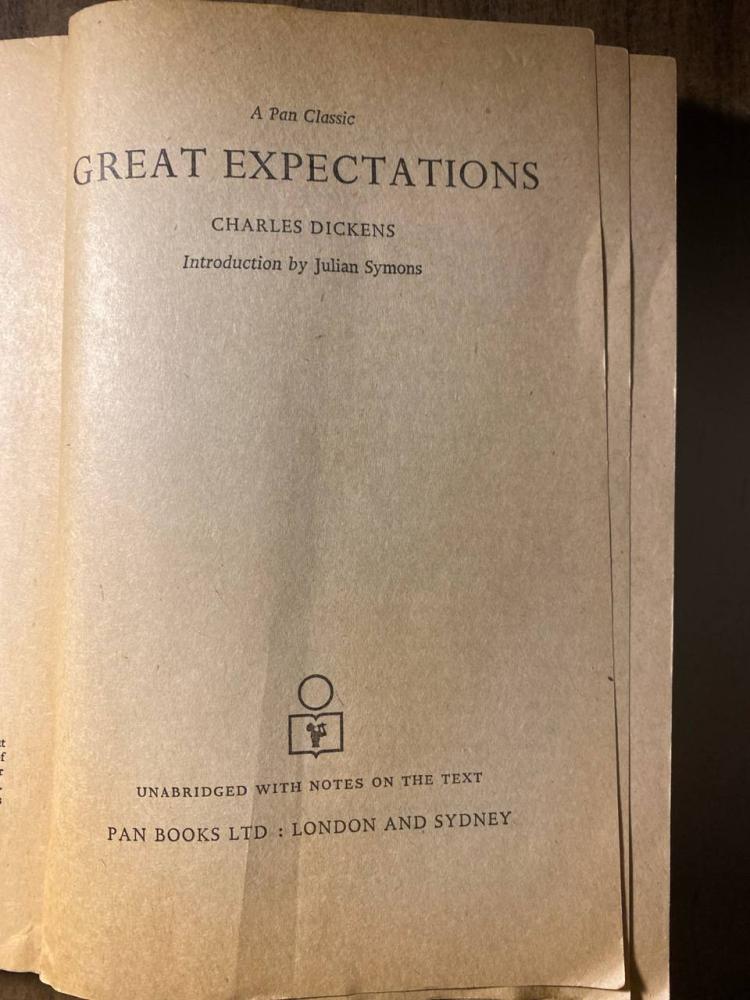 A Pan Classic
GREAT EXPECTATIONS
CHARLES DICKENS
Introduction by Julian Symons
UNABRIDGED WITH NOTES ON THE TEXT
PAN BOOKS LTD : LONDON AND SYDNEY